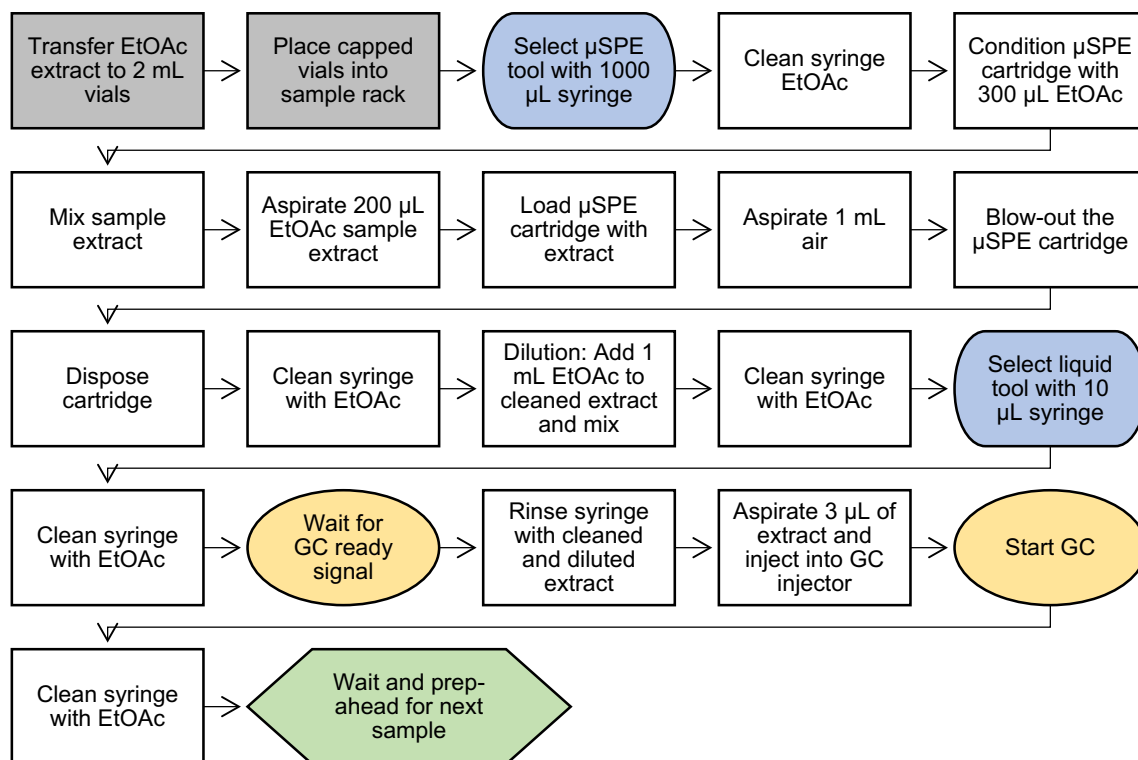 Transfer EtOAc
extract to 2 mL
vials
Place capped
vials into
sample rack
Select µSPE
tool with 1000
µL syringe
Clean syringe
EtOAc
Condition µSPE
cartridge with
300 µL EtOAc
Mix sample
extract
Aspirate 200 µL
EtOAc sample
extract
Load µSPE
cartridge with
extract
Aspirate 1 mL
air
Blow-out the
µSPE cartridge
Dispose
cartridge
Clean syringe
with EtOAc
Dilution: Add 1
mL EtOAc to
cleaned extract
and mix
Clean syringe
with EtOAc
Select liquid
tool with 10
µL syringe
Clean syringe
with EtOAc
Wait for
GC ready
signal
Rinse syringe
with cleaned
and diluted
extract
Aspirate 3 µL of
extract and
inject into GC
injector
Start GC
Clean syringe
with EtOAc
Wait and prep-
ahead for next
sample